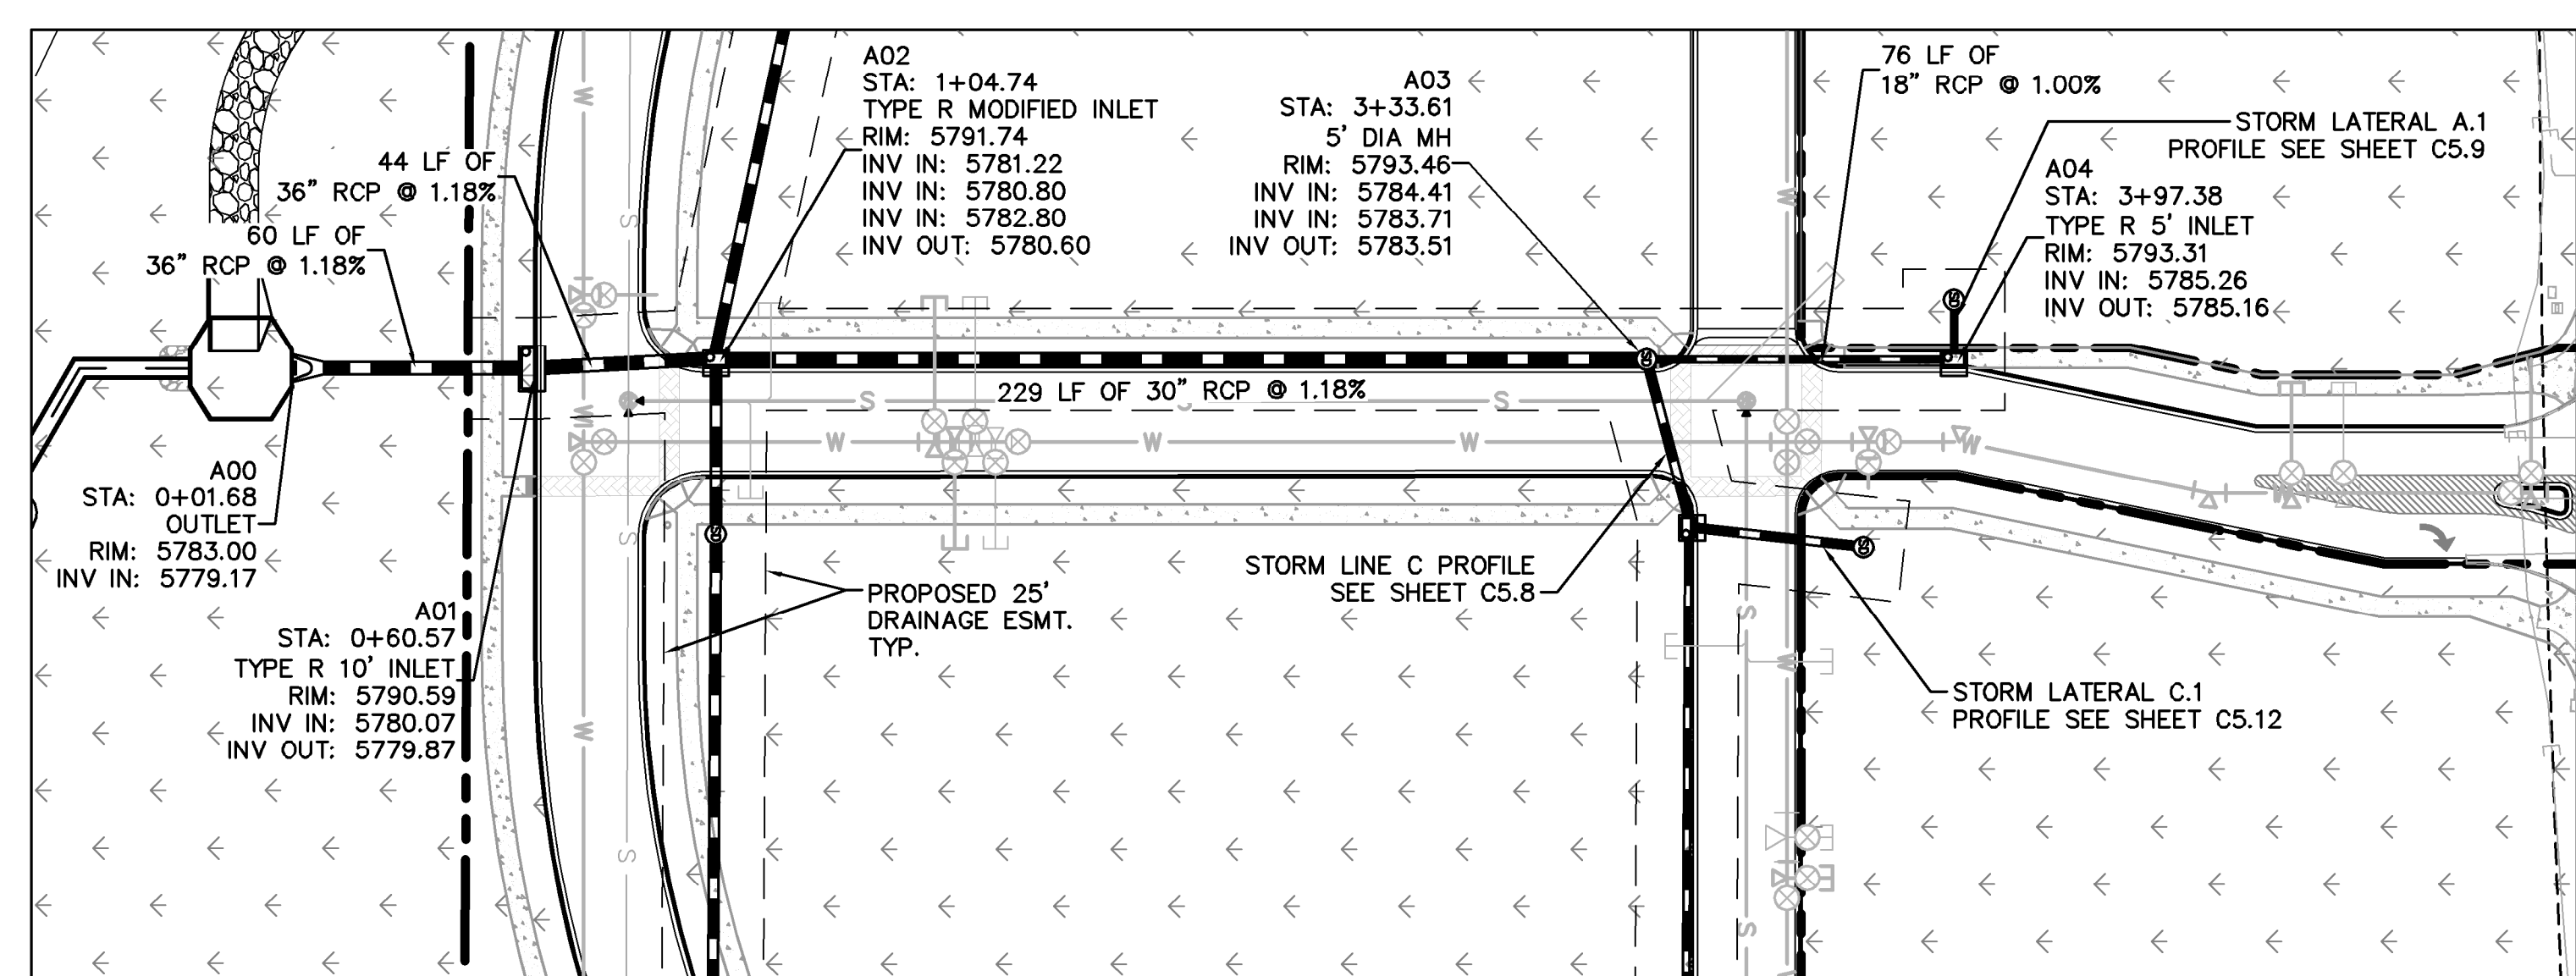 A02
STA: 1+04.74
TYPE R MODIFIED INLET
RIM: 5791.74
INV IN: 5781.22
INV IN: 5780.80
INV IN: 5782.80
INV OUT: 5780.60
A03
STA: 3+33.61
5' DIA MH
RIM: 5793.46
INV IN: 5784.41
INV IN: 5783.71
INV OUT: 5783.51
76 LF OF
18" RCP @ 1.00%
STORM LATERAL A.1
PROFILE SEE SHEET C5.9
A04
STA: 3+97.38
TYPE R 5' INLET
RIM: 5793.31
INV IN: 5785.26
INV OUT: 5785.16
44 LF OF
36" RCP @ 1.18%
60 LF OF
36" RCP @ 1.18%
229 LF OF 30" RCP @ 1.18%
A00
STA: 0+01.68
OUTLET
RIM: 5783.00
INV IN: 5779.17
A01
STA: 0+60.57
TYPE R 10' INLET
RIM: 5790.59
INV IN: 5780.07
INV OUT: 5779.87
PROPOSED 25'
DRAINAGE ESMT.
TYP.
STORM LINE C PROFILE
SEE SHEET C5.8
STORM LATERAL C.1
PROFILE SEE SHEET C5.12
W
W
W
W
S
S
S
S
S
W
W
W
W
W
W
S
S